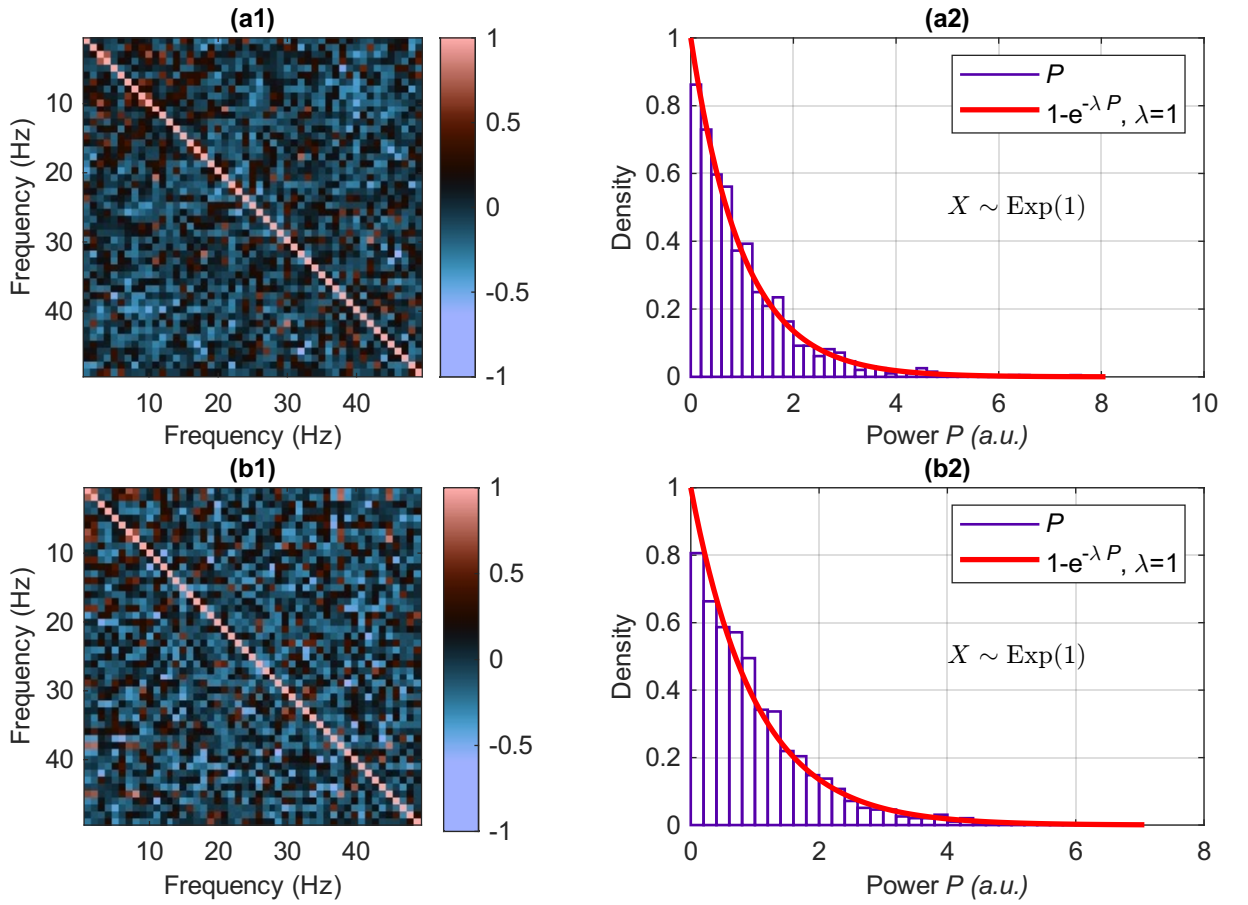 (a1)
1
0.5
0
-0.5
-1
10
20
30
40
Frequency (Hz)
10 20 30 40
Frequency (Hz)
(a2)
1
0.8
0.6
0.4
0.2
0
Density
P
1-e^{-λ P}, λ=1
X ∼ Exp(1)
0 2 4 6 8 10
Power P (a.u.)
(b1)
1
0.5
0
-0.5
-1
10
20
30
40
Frequency (Hz)
10 20 30 40
Frequency (Hz)
(b2)
1
0.8
0.6
0.4
0.2
0
Density
P
1-e^{-λ P}, λ=1
X ∼ Exp(1)
0 2 4 6 8
Power P (a.u.)